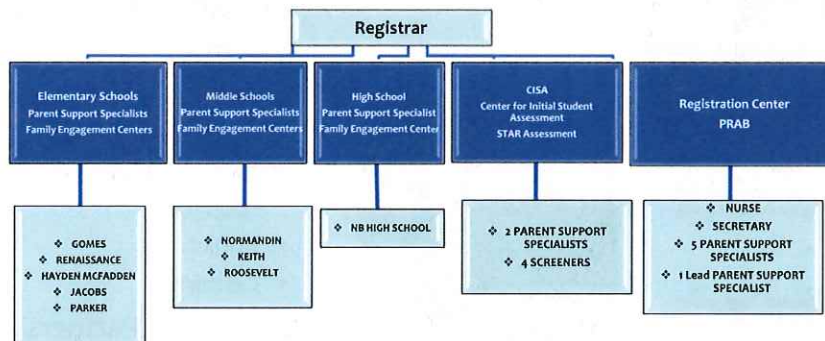 Registrar
Elementary Schools
Parent Support Specialists
Family Engagement Centers
Middle Schools
Parent Support Specialists
Family Engagement Centers
High School
Parent Support Specialist
Family Engagement Center
CISA
Center for Initial Student
Assessment
STAR Assessment
Registration Center
PRAB
❖ GOMES
❖ RENAISSANCE
❖ HAYDEN MCFADDEN
❖ JACOBS
❖ PARKER
❖ NORMANDIN
❖ KEITH
❖ ROOSEVELT
❖ NB HIGH SCHOOL
❖ 2 PARENT SUPPORT
SPECIALISTS
❖ 4 SCREENERS
❖ NURSE
❖ SECRETARY
❖ 5 PARENT SUPPORT
SPECIALISTS
❖ 1 Lead PARENT SUPPORT
SPECIALIST